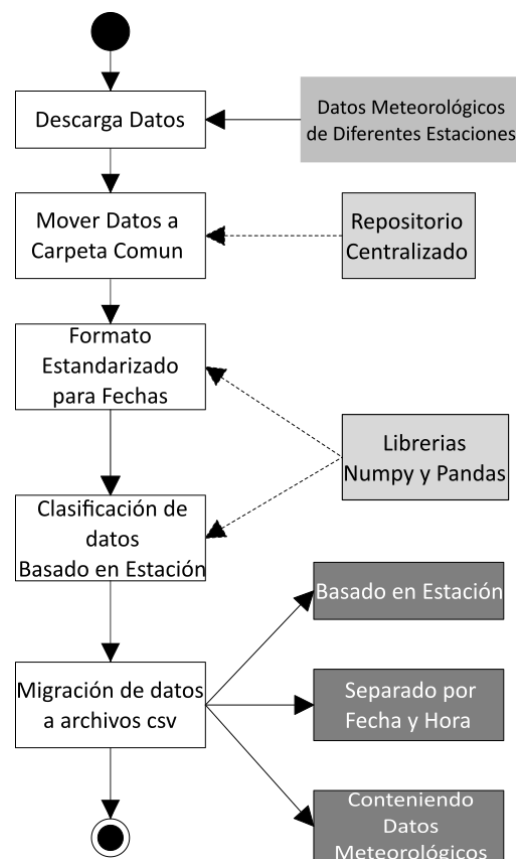 Descarga Datos
Datos Meteorológicos
de Diferentes Estaciones
Mover Datos a
Carpeta Comun
Repositorio
Centralizado
Formato
Estandarizado
para Fechas
Librerias
Numpy y Pandas
Clasificación de
datos
Basado en Estación
Basado en Estación
Migración de datos
a archivos csv
Separado por
Fecha y Hora
Conteniendo
Datos
Meteorológicos